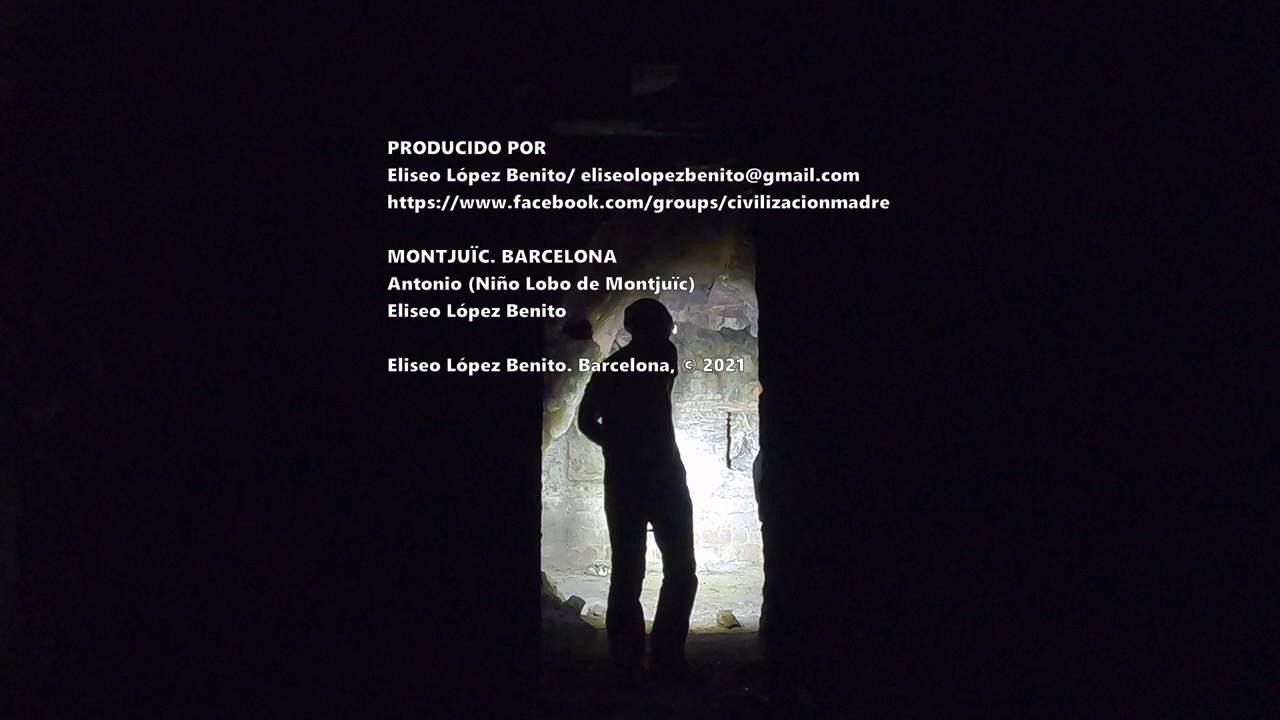 PRODUCIDO POR
Eliseo López Benito/ eliseolopezbenito@gmail.com
https://www.facebook.com/groups/civilizacionmadre
MONTJUÏC. BARCELONA
Antonio (Niño Lobo de Montjuïc)
Eliseo López Benito
Eliseo López Benito. Barcelona, © 2021